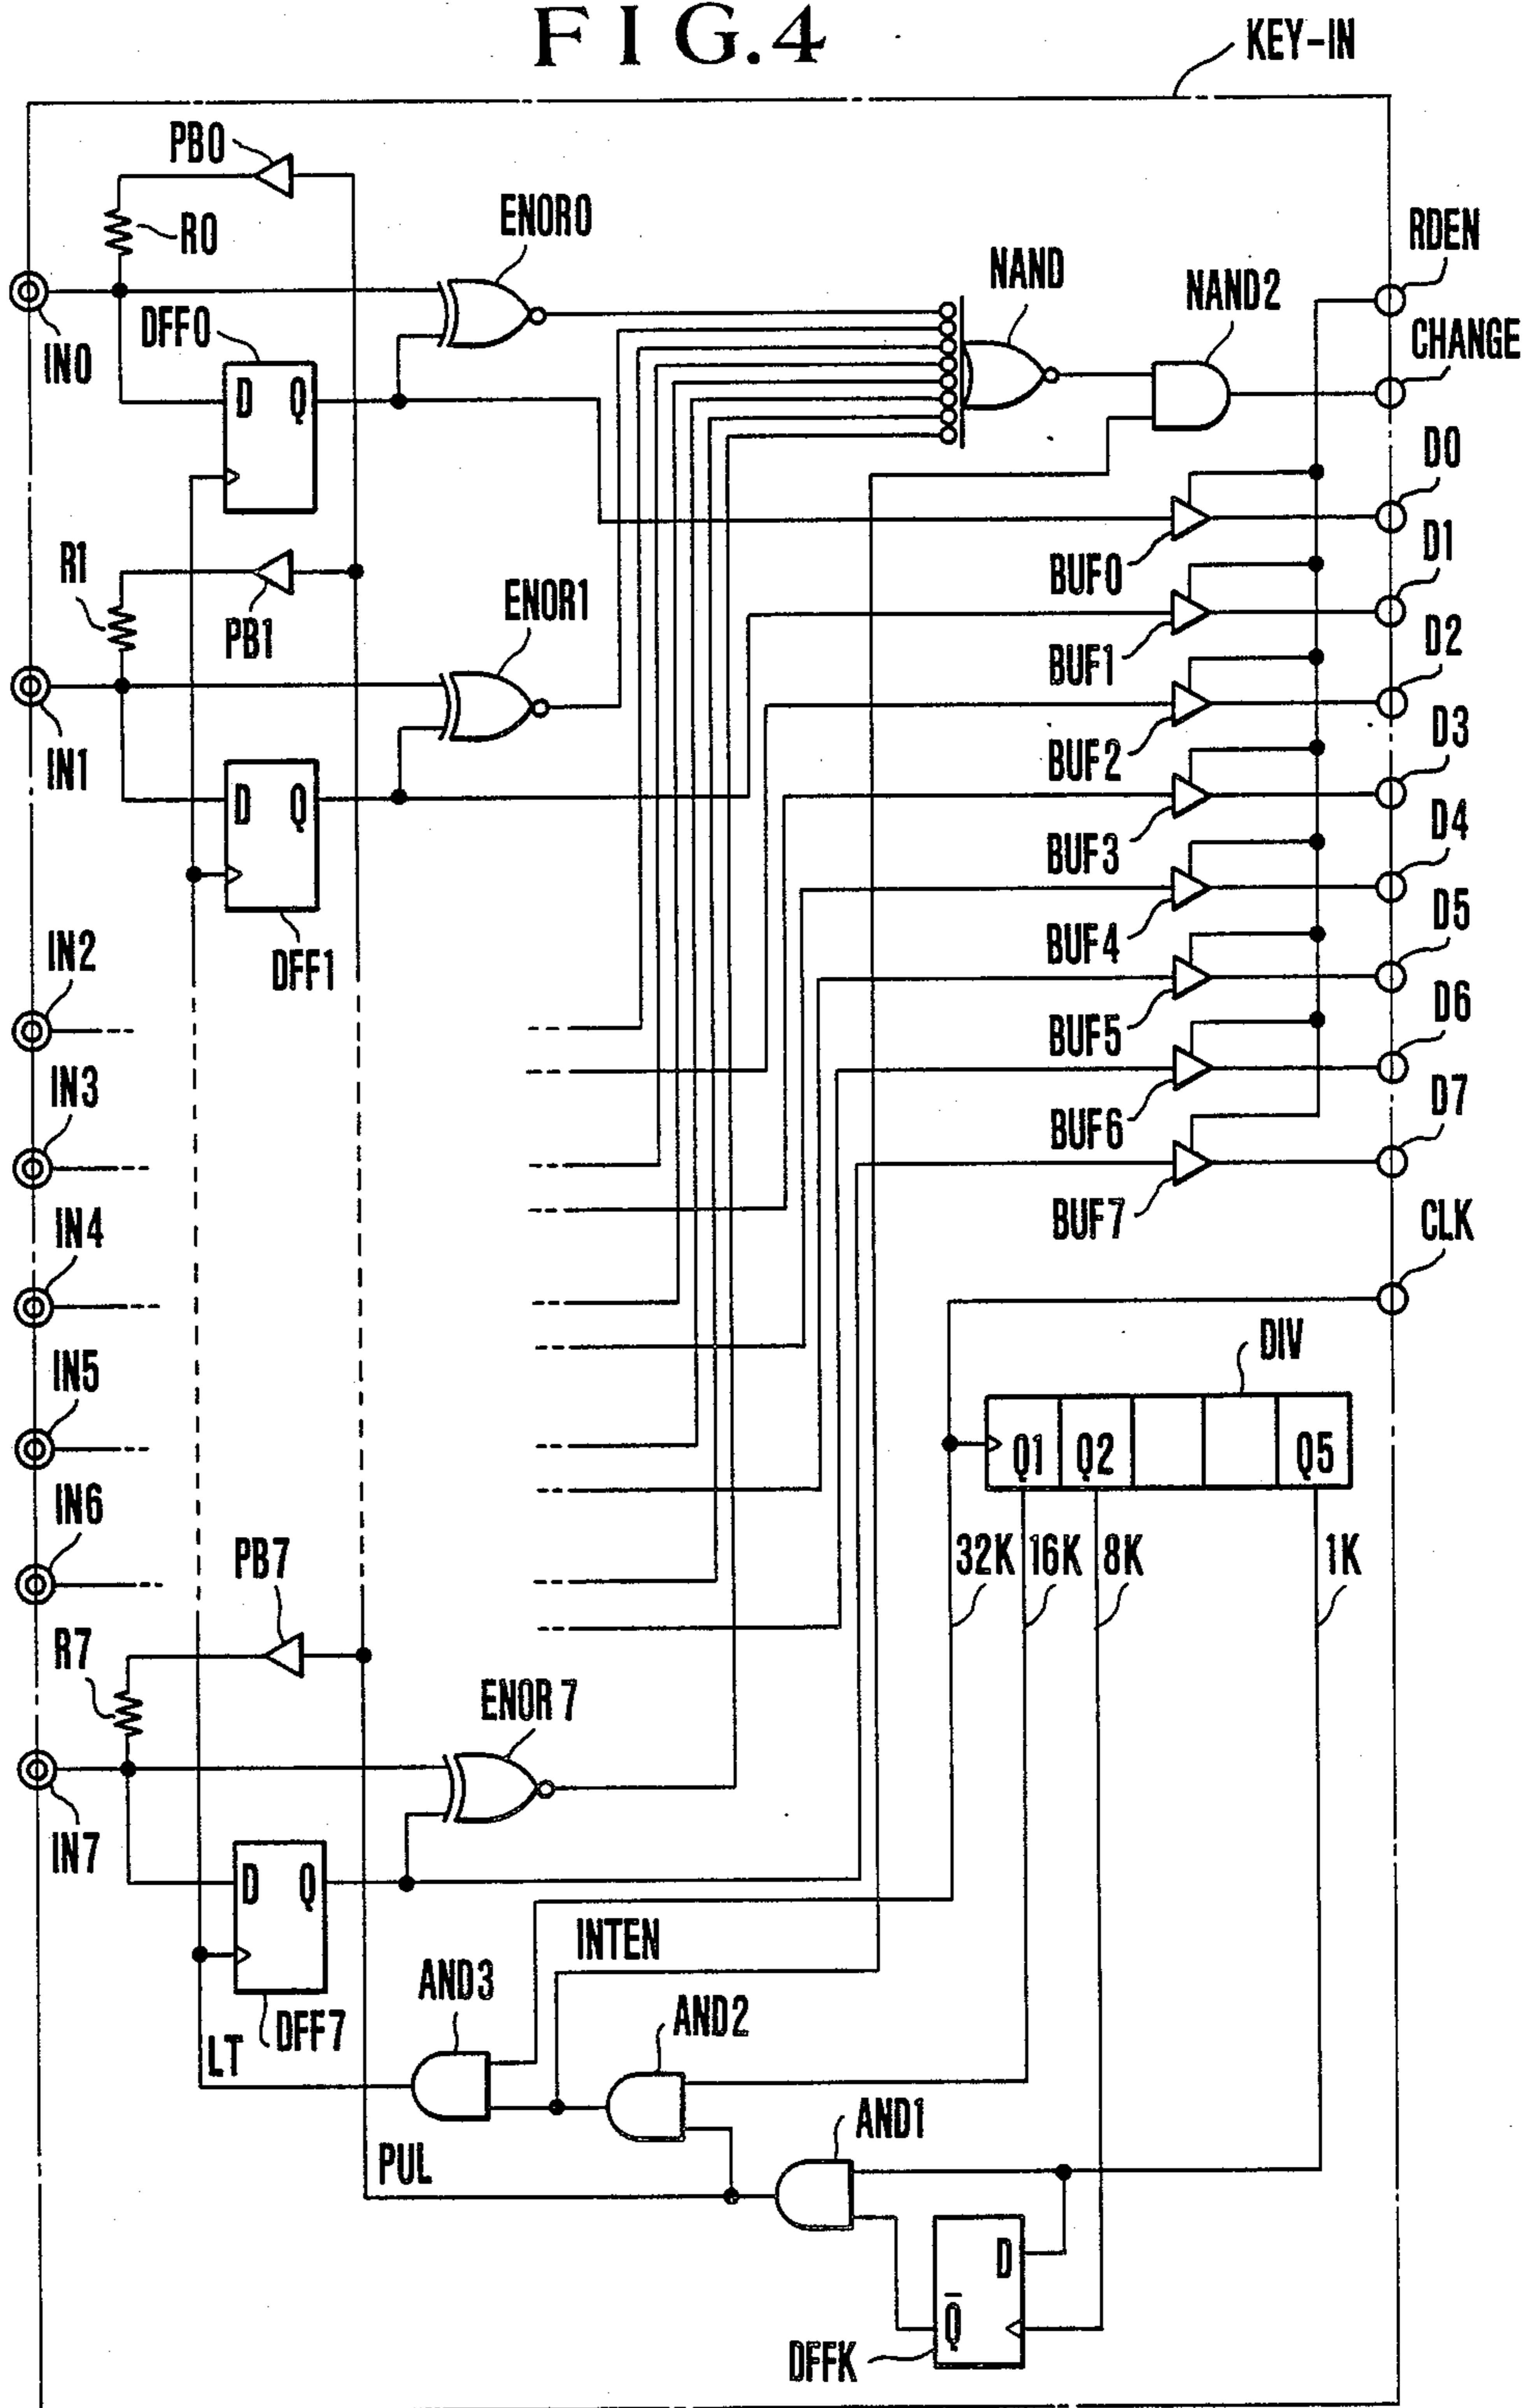 FIG.4
KEY-IN
PB0
R0
ENOR0
RDEN
NAND
NAND2
CHANGE
DFF0
IN0
D Q
D0
R1
PB1
ENOR1
BUF0
D1
BUF1
D2
IN1
D Q
BUF2
D3
BUF3
D4
DFF1
BUF4
D5
IN2
BUF5
D6
IN3
BUF6
D7
BUF7
IN4
CLK
DIV
IN5
Q1 Q2 Q5
IN6
PB7
32K 16K 8K 1K
R7
ENOR 7
IN7
D Q
INTEN
AND3
DFF7
AND2
LT
AND1
PUL
D
Q̅
DFFK